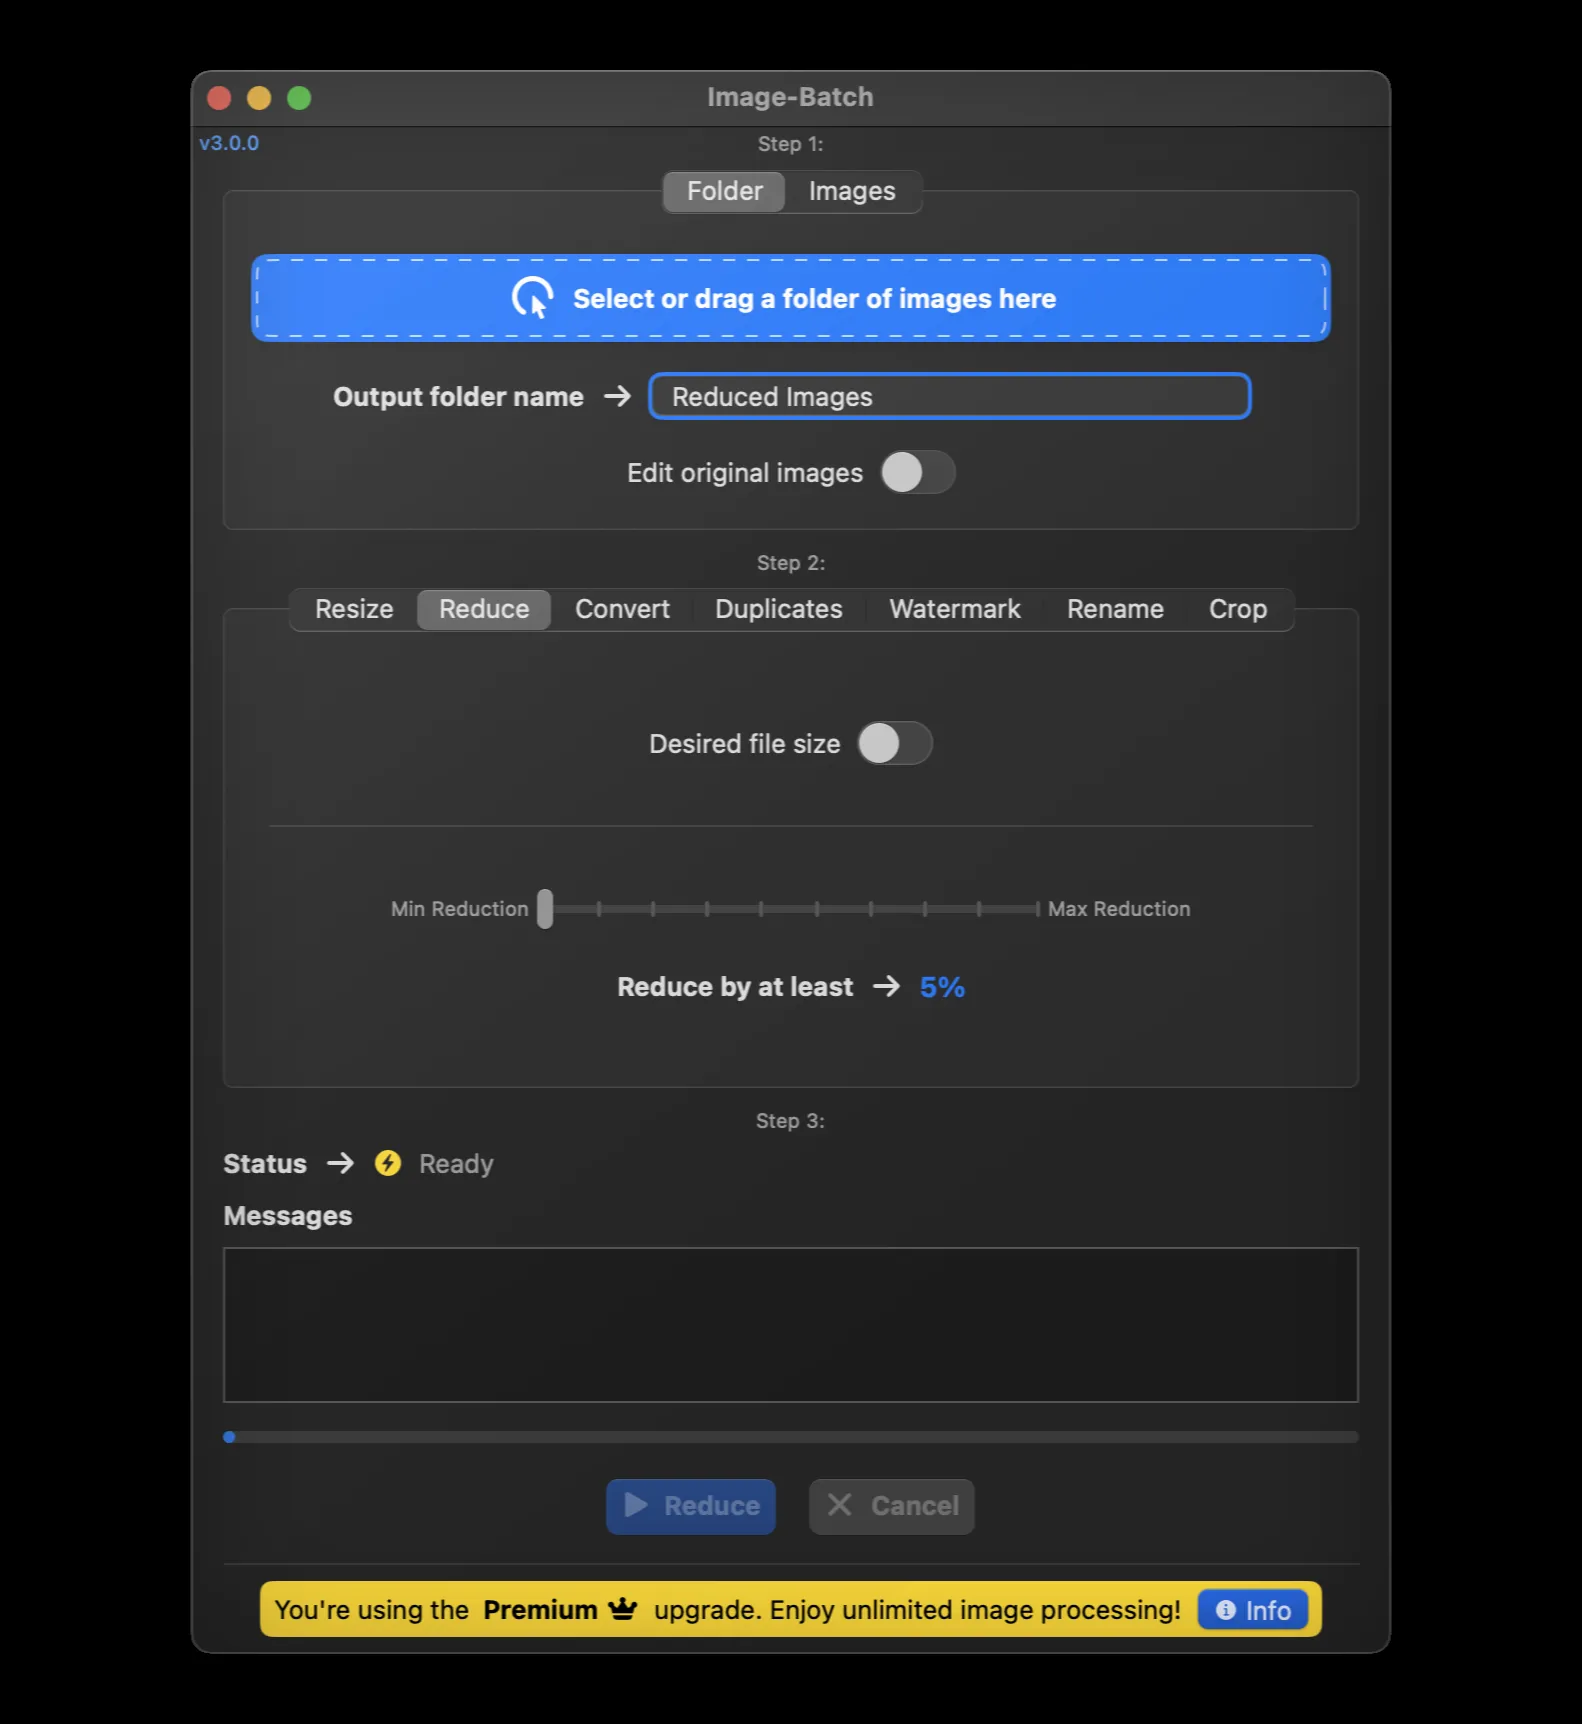 Image-Batch
v3.0.0
Step 1:
Folder Images
Select or drag a folder of images here
Output folder name → Reduced Images
Edit original images
Step 2:
Resize Reduce Convert Duplicates Watermark Rename Crop
Desired file size
Min Reduction Max Reduction
Reduce by at least → 5%
Step 3:
Status → Ready
Messages
Reduce Cancel
You're using the Premium upgrade. Enjoy unlimited image processing! Info